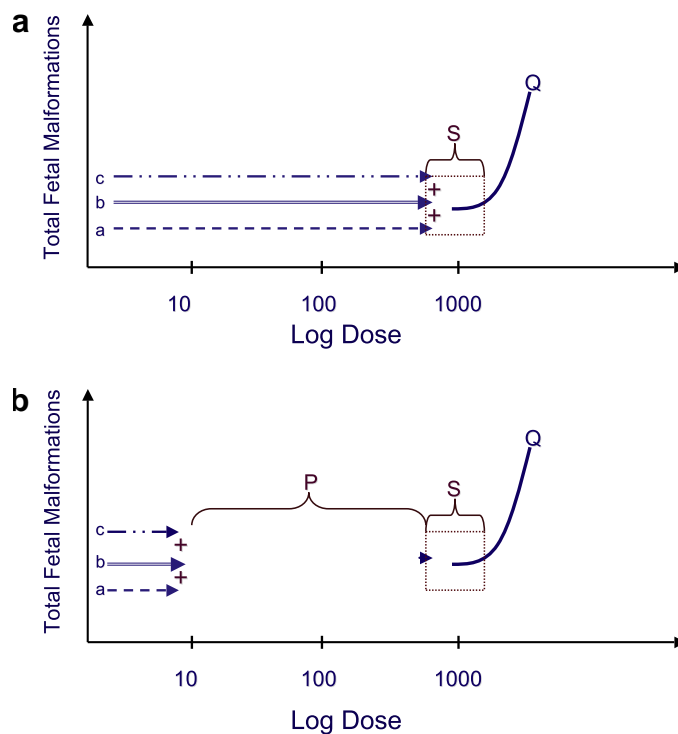 a
Total Fetal Malformations
Q
S
c
+
b
+
a
10 100 1000
Log Dose
b
Total Fetal Malformations
Q
P
S
c
+
b
+
a
10 100 1000
Log Dose